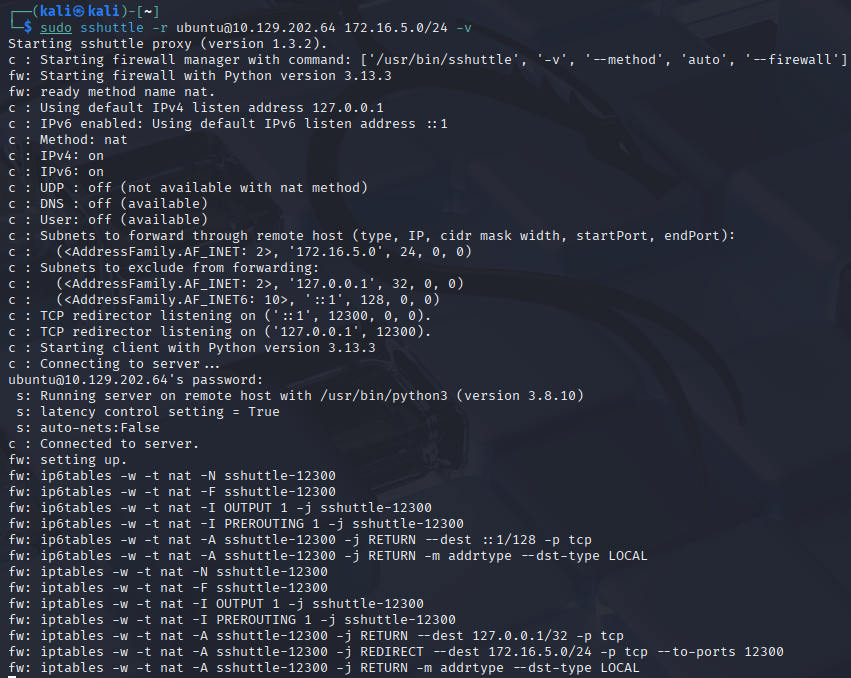 ┌──(kali㉿kali)-[~]
└─$ sudo sshuttle -r ubuntu@10.129.202.64 172.16.5.0/24 -v
Starting sshuttle proxy (version 1.3.2).
c : Starting firewall manager with command: ['/usr/bin/sshuttle', '-v', '--method', 'auto', '--firewall']
fw: Starting firewall with Python version 3.13.3
fw: ready method name nat.
c : Using default IPv4 listen address 127.0.0.1
c : IPv6 enabled: Using default IPv6 listen address ::1
c : Method: nat
c : IPv4: on
c : IPv6: on
c : UDP : off (not available with nat method)
c : DNS : off (available)
c : User: off (available)
c : Subnets to forward through remote host (type, IP, cidr mask width, startPort, endPort):
c :   (<AddressFamily.AF_INET: 2>, '172.16.5.0', 24, 0, 0)
c : Subnets to exclude from forwarding:
c :   (<AddressFamily.AF_INET: 2>, '127.0.0.1', 32, 0, 0)
c :   (<AddressFamily.AF_INET6: 10>, '::1', 128, 0, 0)
c : TCP redirector listening on ('::1', 12300, 0, 0).
c : TCP redirector listening on ('127.0.0.1', 12300).
c : Starting client with Python version 3.13.3
c : Connecting to server...
ubuntu@10.129.202.64's password:
 s: Running server on remote host with /usr/bin/python3 (version 3.8.10)
 s: latency control setting = True
 s: auto-nets:False
c : Connected to server.
fw: setting up.
fw: ip6tables -w -t nat -N sshuttle-12300
fw: ip6tables -w -t nat -F sshuttle-12300
fw: ip6tables -w -t nat -I OUTPUT 1 -j sshuttle-12300
fw: ip6tables -w -t nat -I PREROUTING 1 -j sshuttle-12300
fw: ip6tables -w -t nat -A sshuttle-12300 -j RETURN --dest ::1/128 -p tcp
fw: ip6tables -w -t nat -A sshuttle-12300 -j RETURN -m addrtype --dst-type LOCAL
fw: iptables -w -t nat -N sshuttle-12300
fw: iptables -w -t nat -F sshuttle-12300
fw: iptables -w -t nat -I OUTPUT 1 -j sshuttle-12300
fw: iptables -w -t nat -I PREROUTING 1 -j sshuttle-12300
fw: iptables -w -t nat -A sshuttle-12300 -j RETURN --dest 127.0.0.1/32 -p tcp
fw: iptables -w -t nat -A sshuttle-12300 -j REDIRECT --dest 172.16.5.0/24 -p tcp --to-ports 12300
fw: iptables -w -t nat -A sshuttle-12300 -j RETURN -m addrtype --dst-type LOCAL